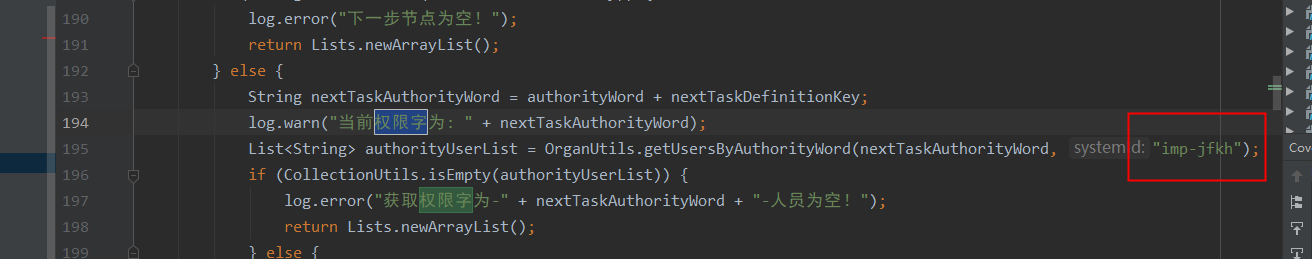 190 log.error("下一步节点为空！");
191 return Lists.newArrayList();
192 } else {
193 String nextTaskAuthorityWord = authorityWord + nextTaskDefinitionKey;
194 log.warn("当前权限字为: " + nextTaskAuthorityWord);
195 List<String> authorityUserList = OrganUtils.getUsersByAuthorityWord(nextTaskAuthorityWord, systemId: "imp-jfkh");
196 if (CollectionUtils.isEmpty(authorityUserList)) {
197 log.error("获取权限字为-" + nextTaskAuthorityWord + "-人员为空！");
198 return Lists.newArrayList();
199 } else {
Cov